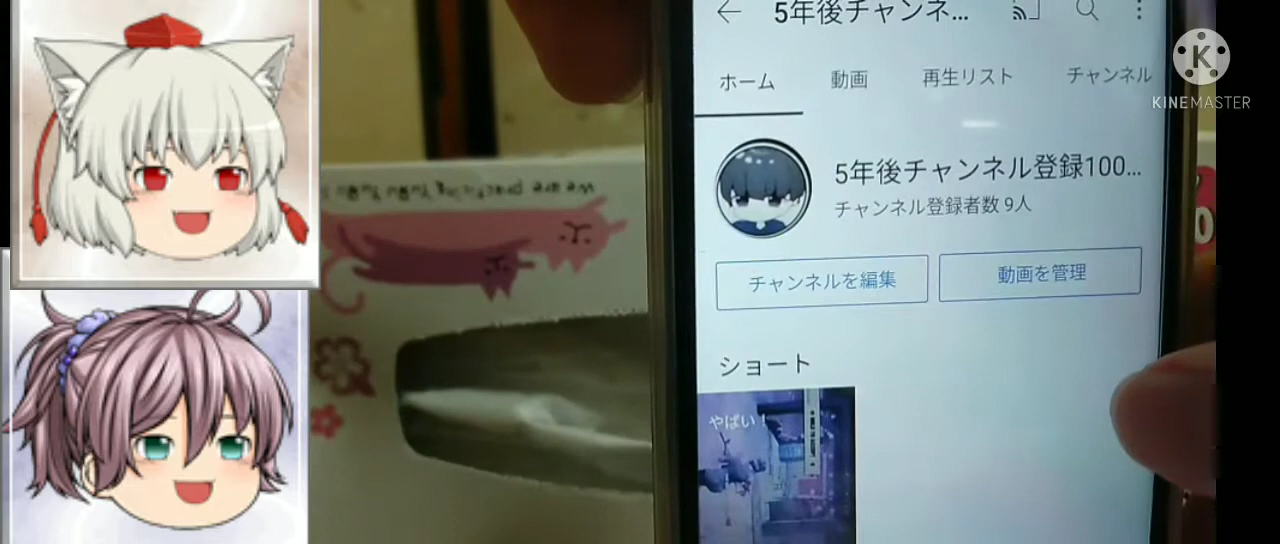 5年後チャンネ...
ホーム
動画
再生リスト
チャンネル
KINEMASTER
5年後チャンネル登録100...
チャンネル登録者数 9人
チャンネルを編集
動画を管理
ショート
やばい!
we are